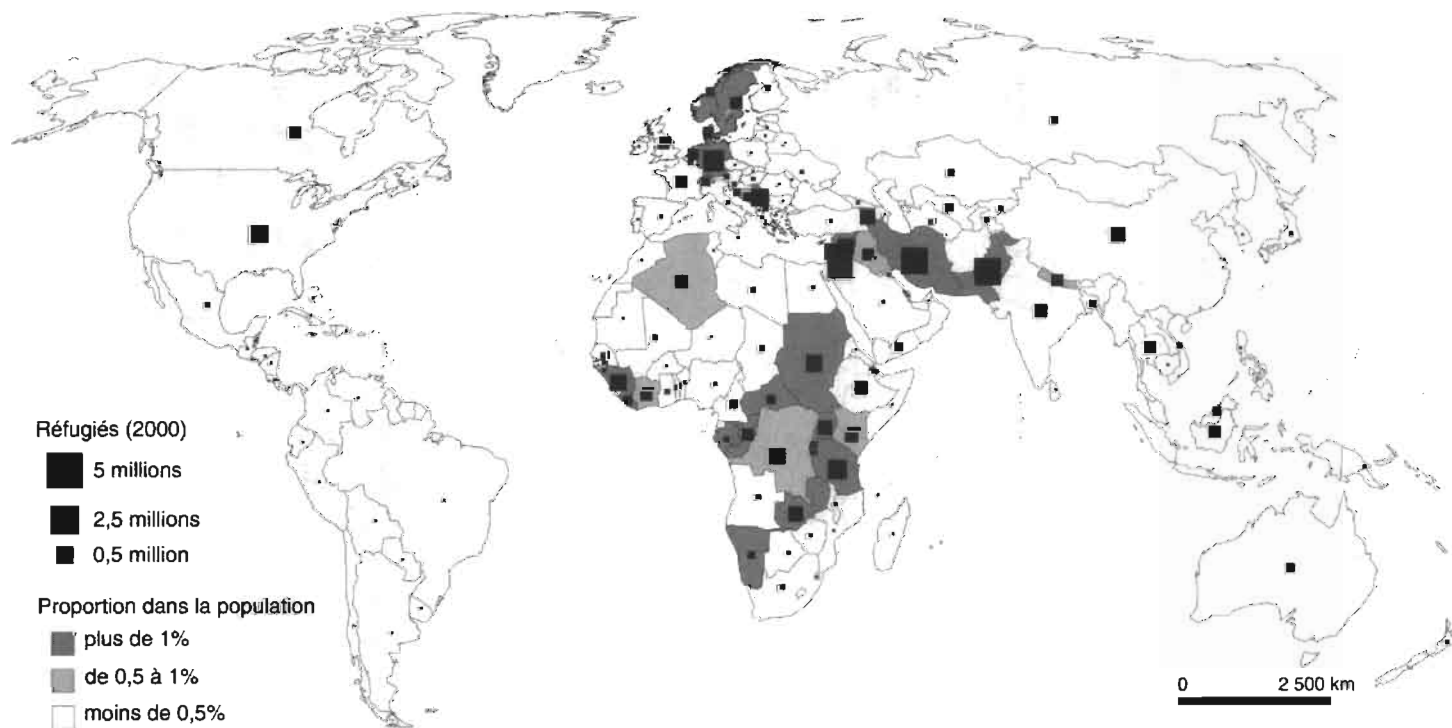 Réfugiés (2000)
5 millions
2,5 millions
0,5 million
Proportion dans la population
plus de 1%
de 0,5 à 1%
moins de 0,5%
0 2 500 km